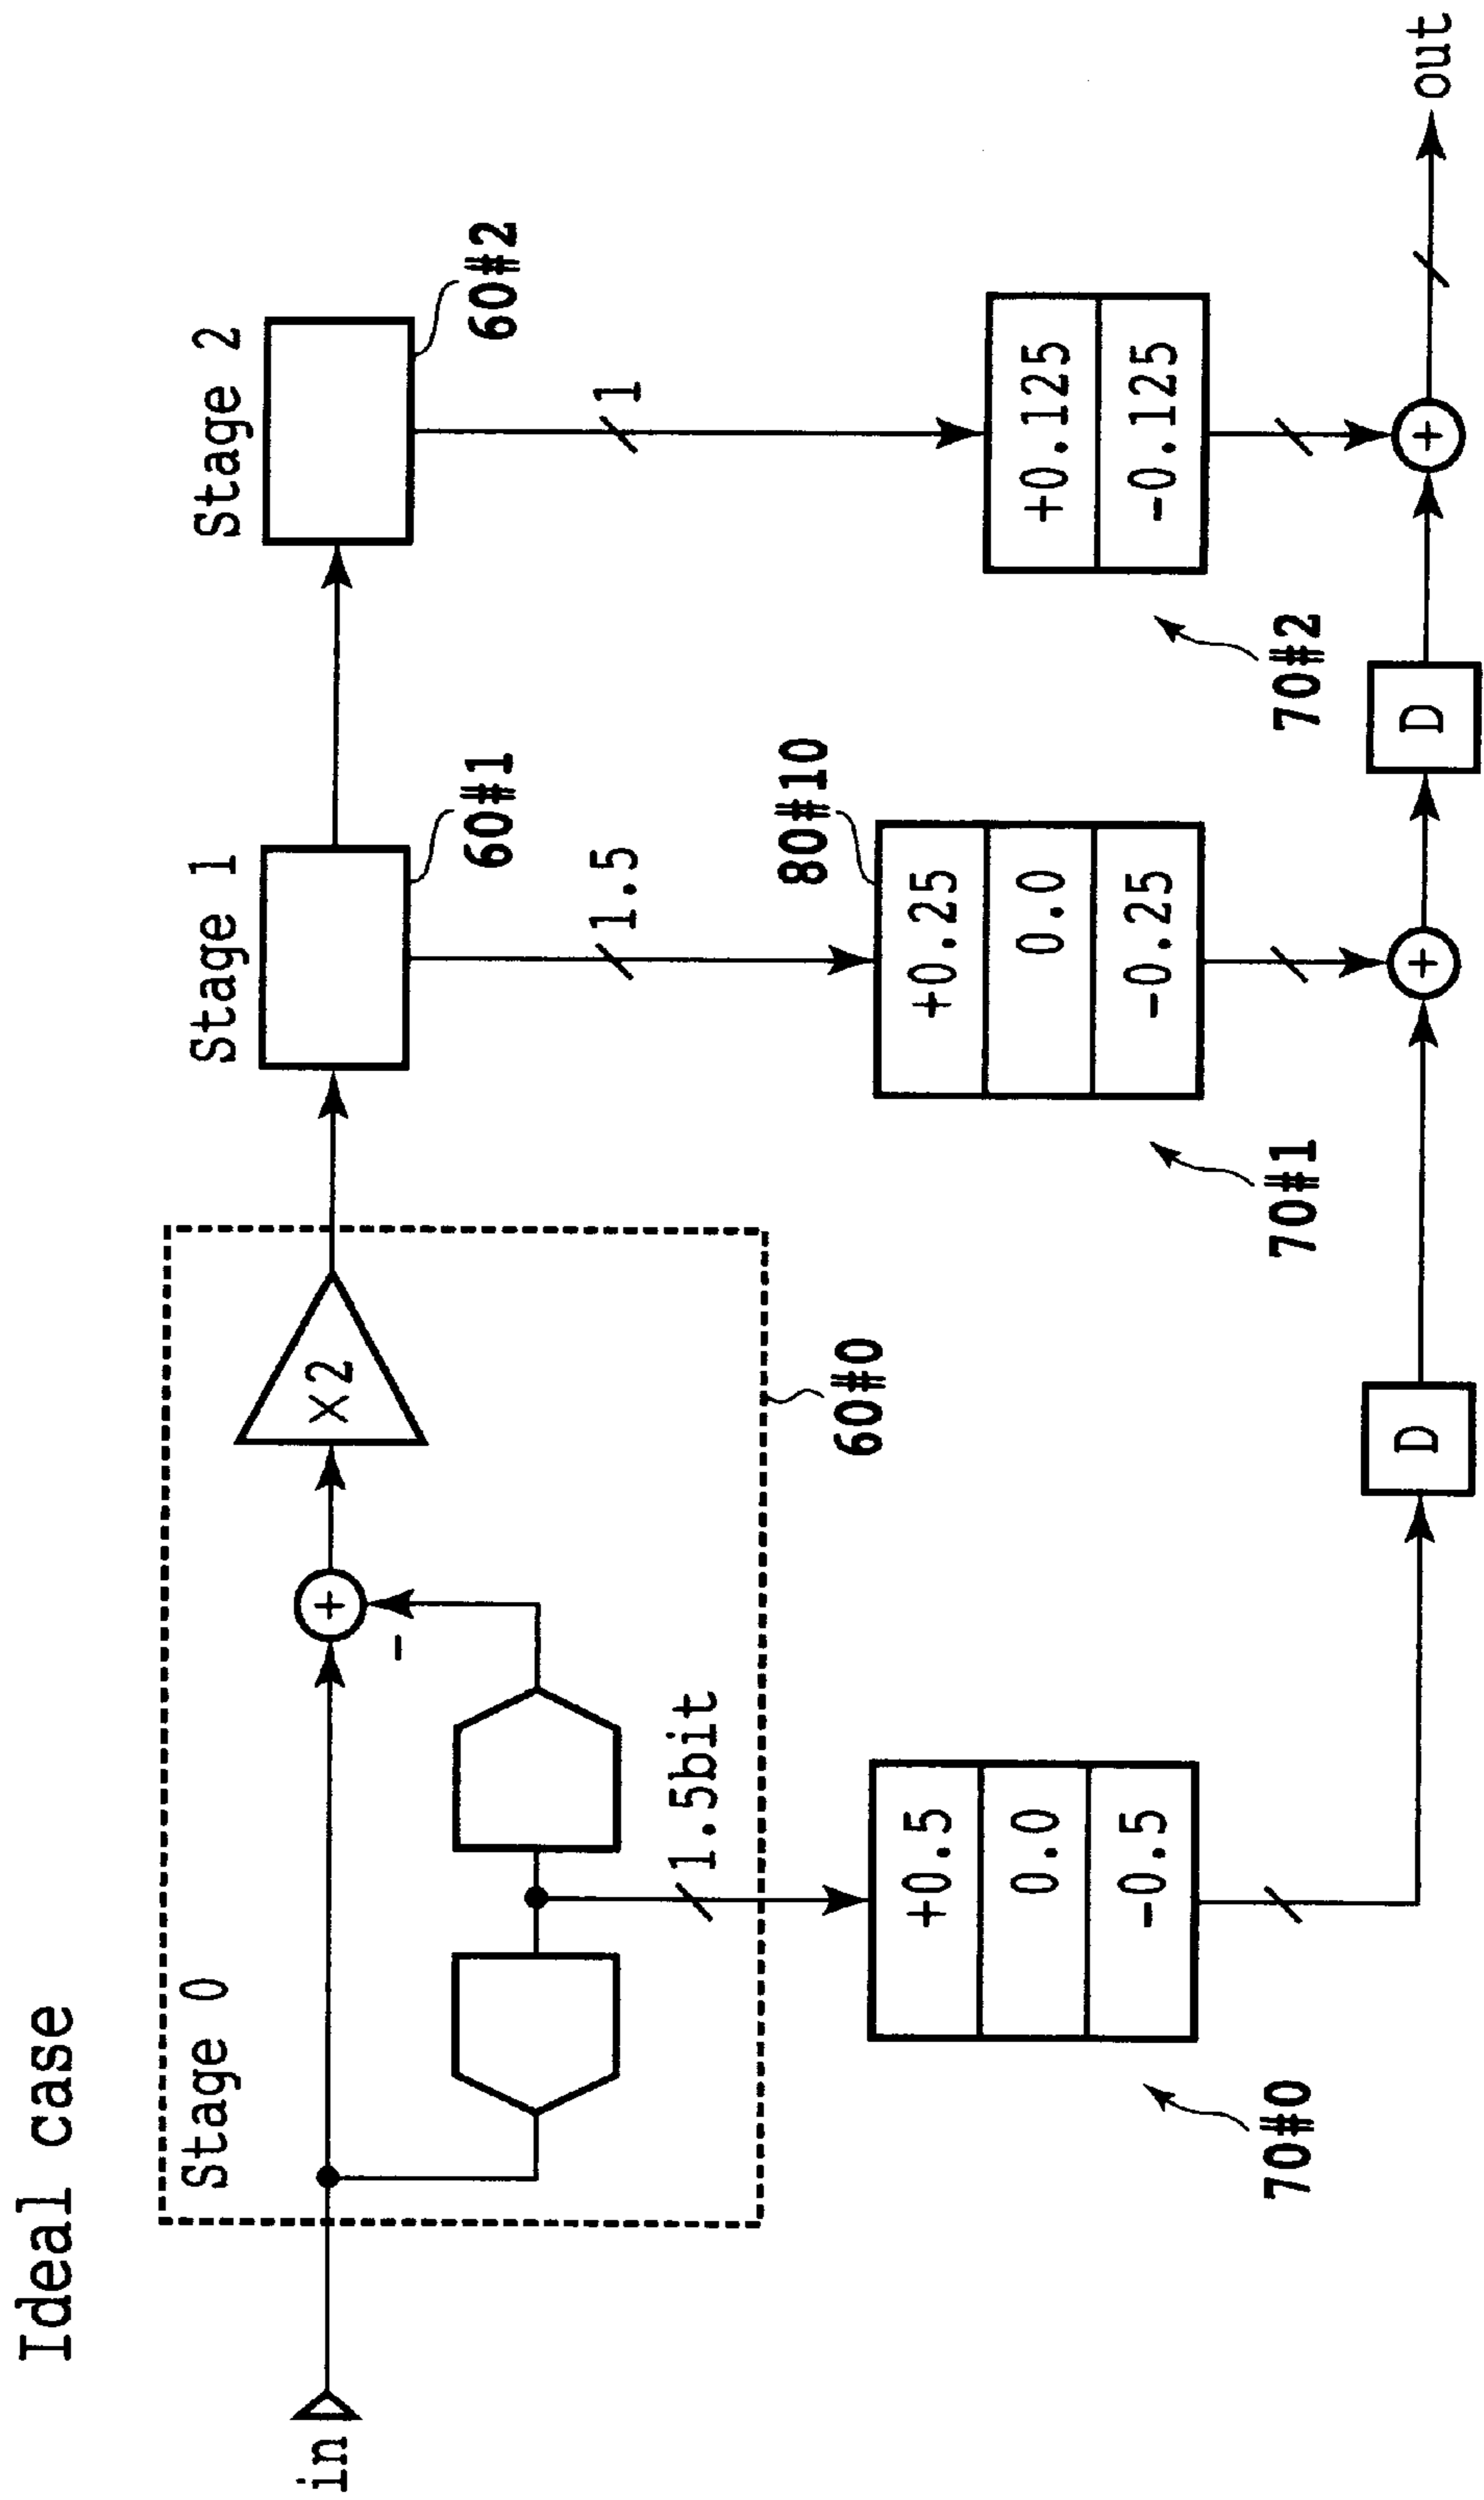 Ideal case
Stage 0
Stage 1
Stage 2
in
+
-
X2
60#1
60#2
1.5bit
1.5
1
60#0
80#10
+0.5
0.0
-0.5
+0.25
0.0
-0.25
+0.125
-0.125
70#0
70#1
70#2
D
+
D
+
out